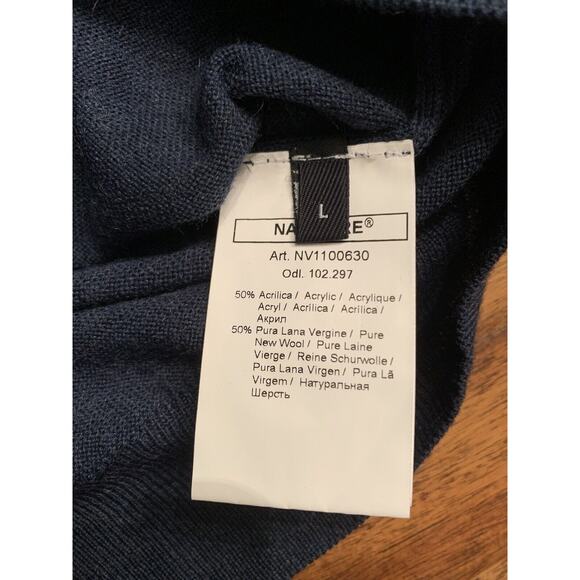 L
®
Art. NV1100630
Odl. 102.297
50% Acrilica / Acrylic / Acrylique /
Acryl / Acrílica / Acrílica /
Акрил
50% Pura Lana Vergine / Pure
New Wool / Pure Laine
Vierge / Reine Schurwolle /
Pura Lana Virgen / Pura Lã
Virgem / Натуральная
Шерсть